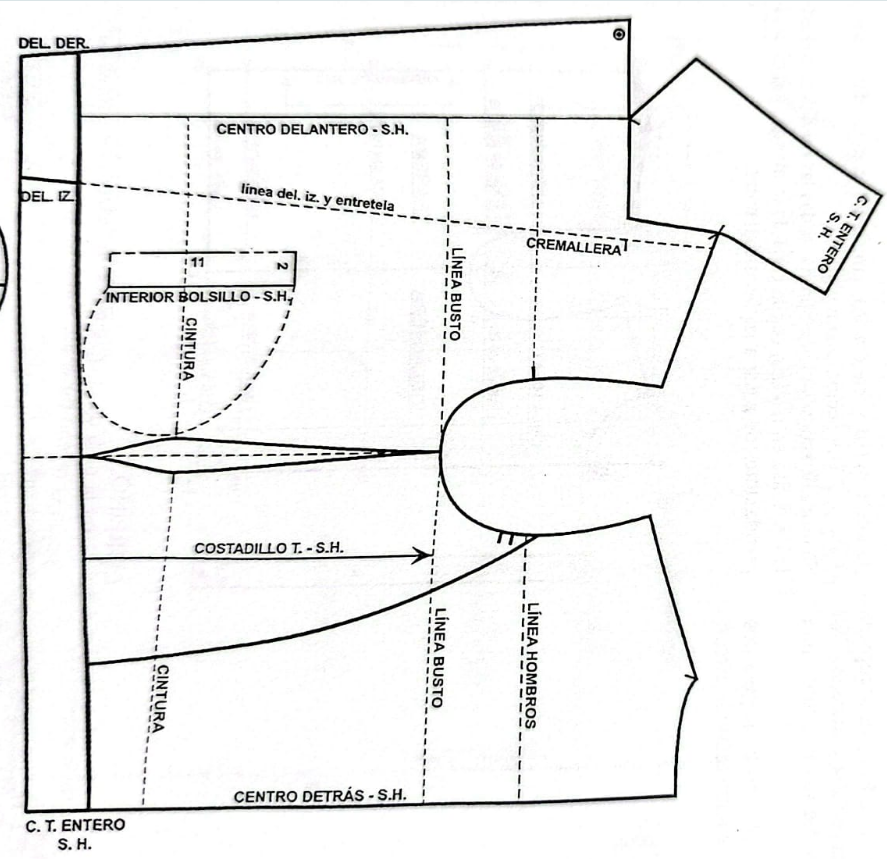 DEL. DER.
CENTRO DELANTERO - S.H.
C. T. ENTERO
S. H.
DEL. IZ.
línea del. iz. y entretela
CREMALLERA
11
2
INTERIOR BOLSILLO - S.H.
LÍNEA BUSTO
CINTURA
COSTADILLO T. - S.H.
LÍNEA BUSTO
LÍNEA HOMBROS
CINTURA
CENTRO DETRÁS - S.H.
C. T. ENTERO
S. H.